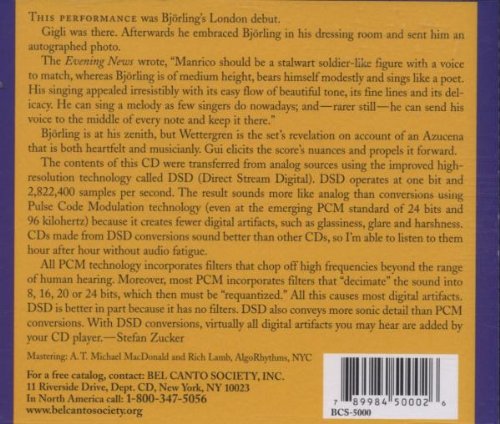 THIS PERFORMANCE was Björling's London debut.
Gigli was there. Afterwards he embraced Björling in his dressing room and sent him an
autographed photo.
The Evening News wrote, "Manrico should be a stalwart soldier-like figure with a voice
to match, whereas Björling is of medium height, bears himself modestly and sings like a poet.
His singing appealed irresistibly with its easy flow of beautiful tone, its fine lines and its del-
icacy. He can sing a melody as few singers do nowadays; and—rarer still—he can send his
voice to the middle of every note and keep it there."
Björling is at his zenith, but Wettergren is the set's revelation on account of an Azucena
that is both heartfelt and musicianly. Gui elicits the score's nuances and propels it forward.
The contents of this CD were transferred from analog sources using the improved high-
resolution technology called DSD (Direct Stream Digital). DSD operates at one bit and
2,822,400 samples per second. The result sounds more like analog than conversions using
Pulse Code Modulation technology (even at the emerging PCM standard of 24 bits and
96 kilohertz) because it creates fewer digital artifacts, such as glassiness, glare and harshness.
CDs made from DSD conversions sound better than other CDs, so I'm able to listen to them
hour after hour without audio fatigue.
All PCM technology incorporates filters that chop off high frequencies beyond the range
of human hearing. Moreover, most PCM incorporates filters that "decimate" the sound into
8, 16, 20 or 24 bits, which then must be "requantized." All this causes most digital artifacts.
DSD is better in part because it has no filters. DSD also conveys more sonic detail than PCM
conversions. With DSD conversions, virtually all digital artifacts you may hear are added by
your CD player.—Stefan Zucker
Mastering: A.T. Michael MacDonald and Rich Lamb, AlgoRhythms, NYC
For a free catalog, contact: BEL CANTO SOCIETY, INC.
11 Riverside Drive, Dept. CD, New York, NY 10023
In North America call: 1-800-347-5056
www.belcantosociety.org
7 89984 50002 6
BCS-5000